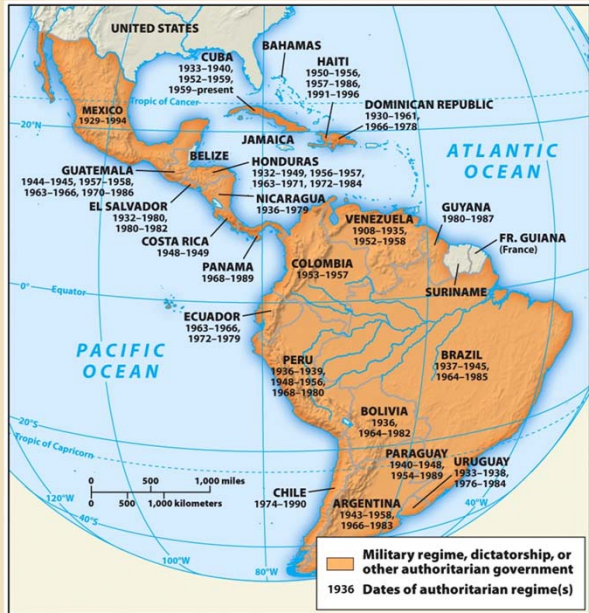 UNITED STATES
BAHAMAS
CUBA
1933–1940,
1952–1959,
1959–present
HAITI
1950–1956,
1957–1986,
1991–1996
MEXICO
1929–1994
Tropic of Cancer
DOMINICAN REPUBLIC
1930–1961,
1966–1978
20°N
JAMAICA
BELIZE
ATLANTIC
OCEAN
GUATEMALA
1944–1945, 1957–1958,
1963–1966, 1970–1986
HONDURAS
1932–1949, 1956–1957,
1963–1971, 1972–1984
NICARAGUA
1936–1979
EL SALVADOR
1932–1980,
1980–1982
COSTA RICA
1948–1949
PANAMA
1968–1989
VENEZUELA
1908–1935,
1952–1958
GUYANA
1980–1987
FR. GUIANA
(France)
SURINAME
COLOMBIA
1953–1957
0°
Equator
ECUADOR
1963–1966,
1972–1979
PACIFIC
OCEAN
PERU
1936–1939,
1948–1956,
1968–1980
BRAZIL
1937–1945,
1964–1985
BOLIVIA
1936,
1964–1982
20°S
Tropic of Capricorn
PARAGUAY
1940–1948,
1954–1989
URUGUAY
1933–1938,
1976–1984
CHILE
1974–1990
ARGENTINA
1943–1958,
1966–1983
0 500 1,000 miles
0 500 1,000 kilometers
120°W
40°S
100°W
80°W
40°W
Military regime, dictatorship, or
other authoritarian government
1936 Dates of authoritarian regime(s)